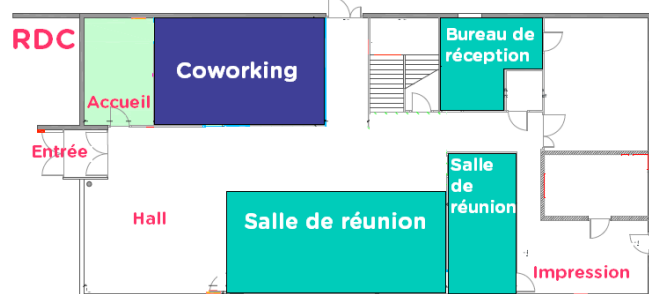 RDC
Bureau de
réception
Coworking
Accueil
Entrée
Salle
de
réunion
Hall
Salle de réunion
Impression